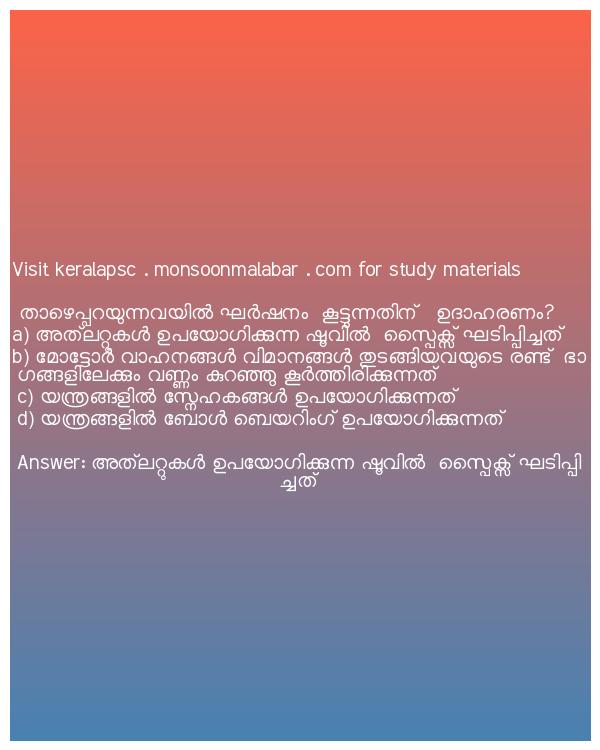 Visit keralapsc . monsoonmalabar . com for study materials
താഴെപ്പറയുന്നവയിൽ ഘർഷനം കൂട്ടുന്നതിന് ഉദാഹരണം?
a) അത്ലറ്റുകൾ ഉപയോഗിക്കുന്ന ഷൂവിൽ സ്പൈക്സ് ഘടിപ്പിച്ചത്
b) മോട്ടോർ വാഹനങ്ങൾ വിമാനങ്ങൾ തുടങ്ങിയവയുടെ രണ്ട് ഭാ
ഗങ്ങളിലേക്കും വണ്ണം കുറഞ്ഞു കൂർത്തിരിക്കുന്നത്
c) യന്ത്രങ്ങളിൽ സ്നേഹകങ്ങൾ ഉപയോഗിക്കുന്നത്
d) യന്ത്രങ്ങളിൽ ബോൾ ബെയറിംഗ് ഉപയോഗിക്കുന്നത്
Answer: അത്ലറ്റുകൾ ഉപയോഗിക്കുന്ന ഷൂവിൽ സ്പൈക്സ് ഘടിപ്പി
ച്ചത്